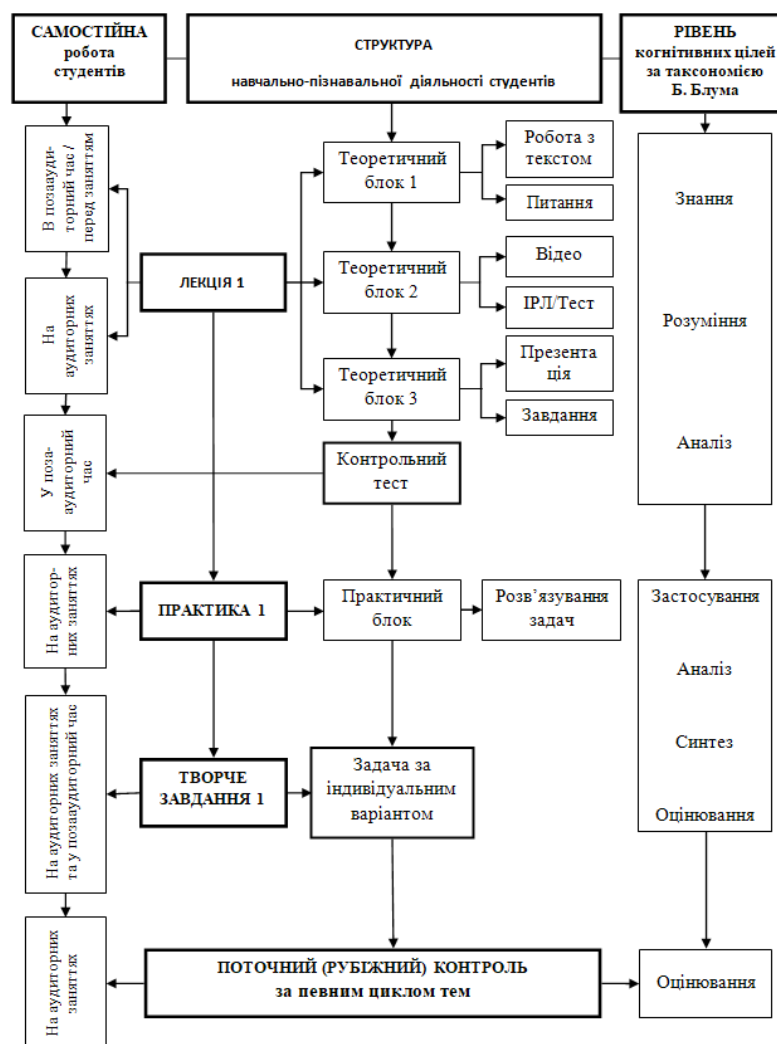 САМОСТІЙНА
робота
студентів
СТРУКТУРА
навчально-пізнавальної діяльності студентів
РІВЕНЬ
когнітивних цілей
за таксономією
Б. Блума
В позаауди-
торний час /
перед заняттям
На
аудиторних
заняттях
У поза-
аудиторний
час
На аудитор-
них заняттях
На аудиторних заняттях
та у позааудиторний час
На аудиторних
заняттях
ЛЕКЦІЯ 1
ПРАКТИКА 1
ТВОРЧЕ
ЗАВДАННЯ 1
Теоретичний
блок 1
Теоретичний
блок 2
Теоретичний
блок 3
Контрольний
тест
Практичний
блок
Задача за
індивідуальним
варіантом
Робота з
текстом
Питання
Відео
ІРЛ/Тест
Презента
ція
Завдання
Розв’язування
задач
Знання
Розуміння
Аналіз
Застосування
Аналіз
Синтез
Оцінювання
ПОТОЧНИЙ (РУБІЖНИЙ) КОНТРОЛЬ
за певним циклом тем
Оцінювання